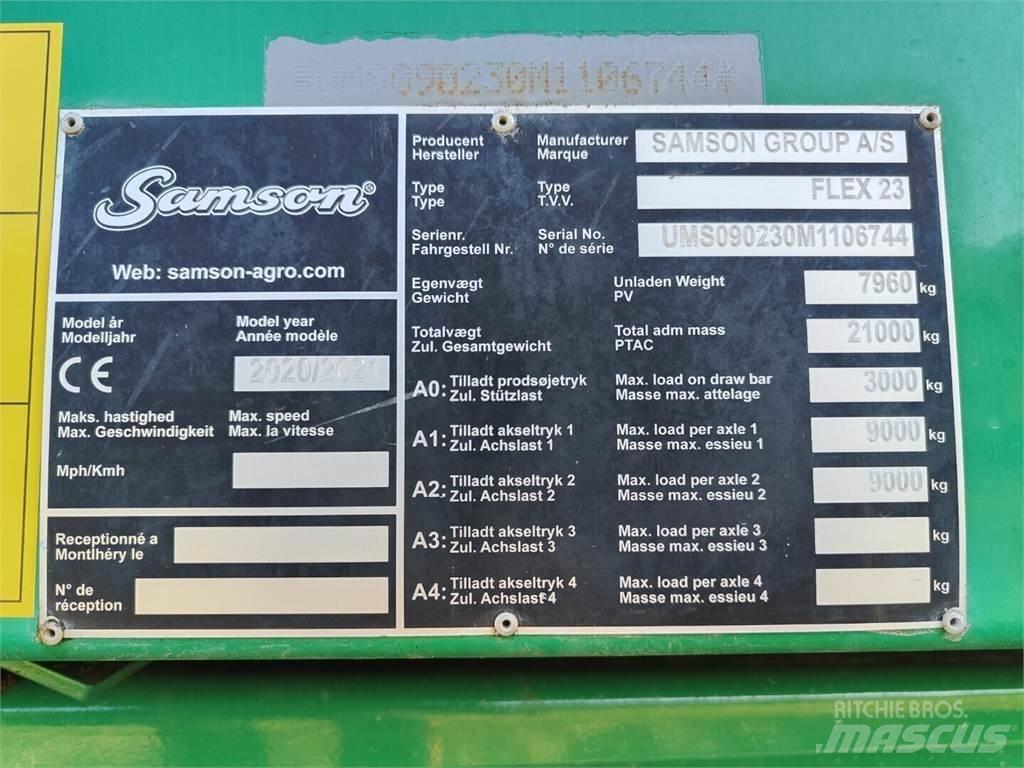 *UMS090230M1106744*
Samson®
Web: samson-agro.com
Model år Model year
Modelljahr Année modèle
CE 2020/2021
Maks. hastighed Max. speed
Max. Geschwindigkeit Max. la vitesse
Mph/Kmh
Receptionné a
Montlhéry le
N° de
réception
Producent Manufacturer SAMSON GROUP A/S
Hersteller Marque
Type Type FLEX 23
Type T.V.V.
Serienr. Serial No. UMS090230M1106744
Fahrgestell Nr. N° de série
Egenvægt Unladen Weight 7960 kg
Gewicht PV
Totalvægt Total adm mass 21000 kg
Zul. Gesamtgewicht PTAC
A0: Tilladt prodsøjetryk Max. load on draw bar 3000 kg
Zul. Stützlast Masse max. attelage
A1: Tilladt akseltryk 1 Max. load per axle 1 9000 kg
Zul. Achslast 1 Masse max. essieu 1
A2: Tilladt akseltryk 2 Max. load per axle 2 9000 kg
Zul. Achslast 2 Masse max. essieu 2
A3: Tilladt akseltryk 3 Max. load per axle 3 kg
Zul. Achslast 3 Masse max. essieu 3
A4: Tilladt akseltryk 4 Max. load per axle 4 kg
Zul. Achslast 4 Masse max. essieu 4
RITCHIE BROS.
MASCUS